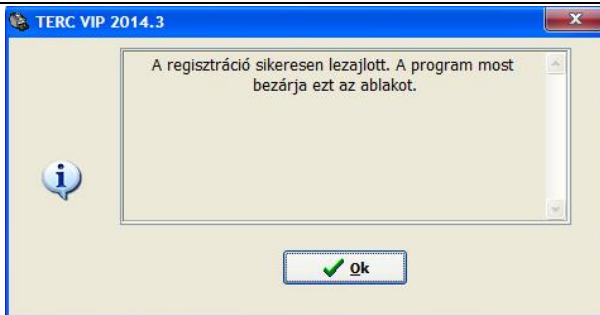 TERC VIP 2014.3
A regisztráció sikeresen lezajlott. A program most
bezárja ezt az ablakot.
Ok